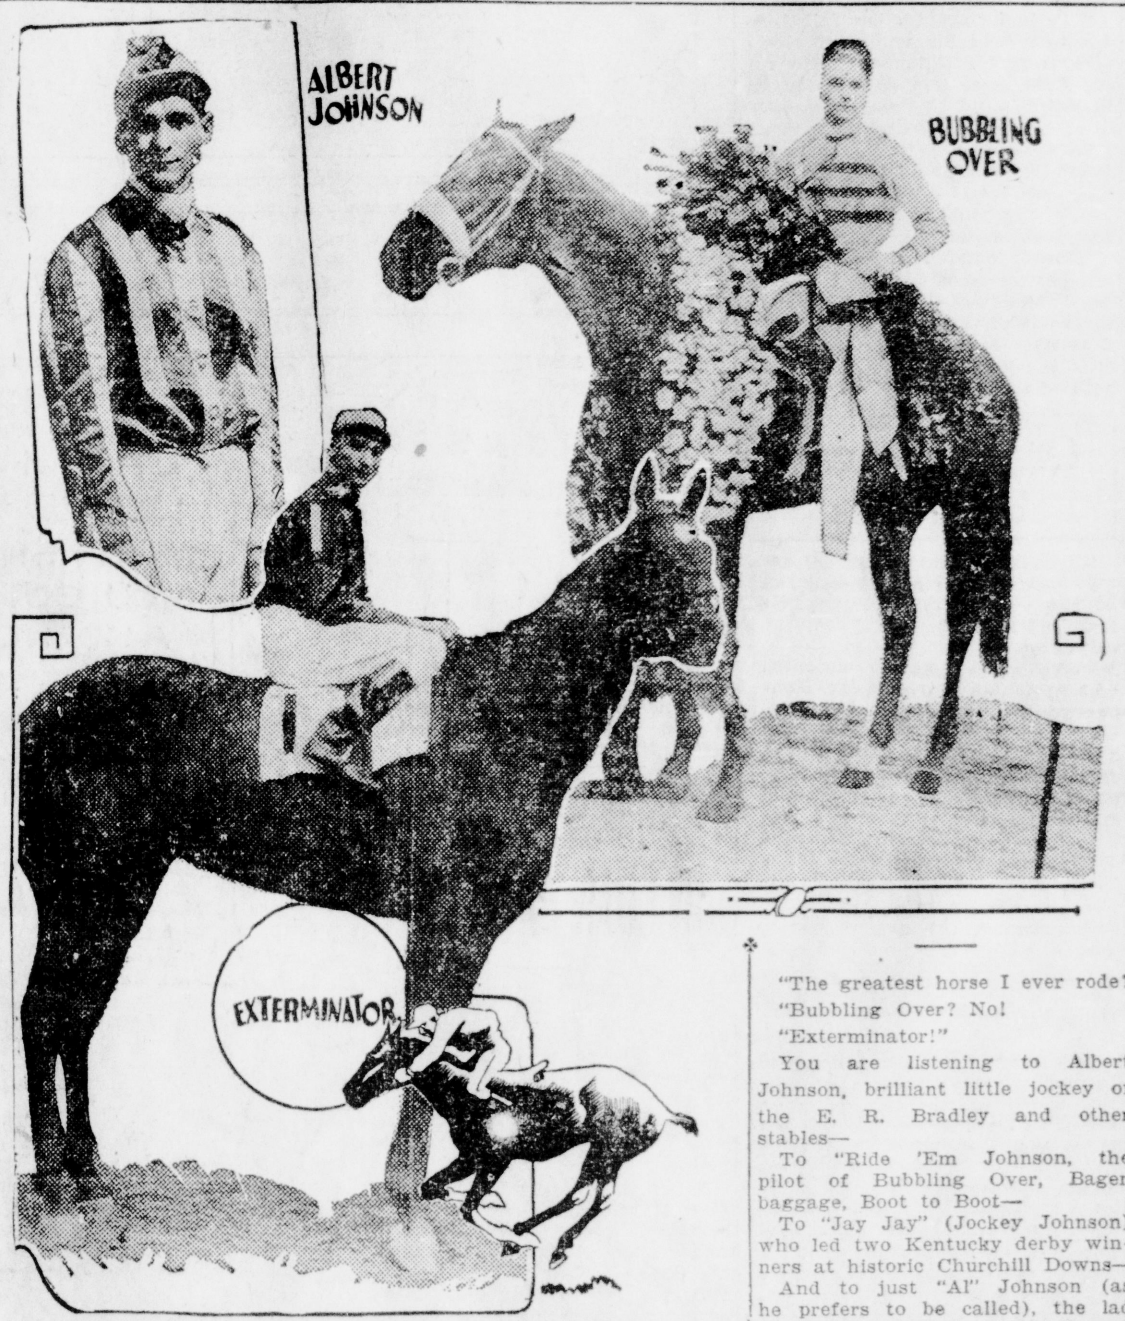 ALBERT
JOHNSON
BUBBLING
OVER
EXTERMINATOR
"The greatest horse I ever rode?
"Bubbling Over? No!
"Exterminator!"
You are listening to Albert
Johnson, brilliant little jockey of
the E. R. Bradley and other
stables—
To "Ride 'Em Johnson, the
pilot of Bubbling Over, Bagen
baggage, Boot to Boot—
To "Jay Jay" (Jockey Johnson)
who led two Kentucky derby win-
ners at historic Churchill Downs—
And to just "Al" Johnson (as
he prefers to be called), the lad